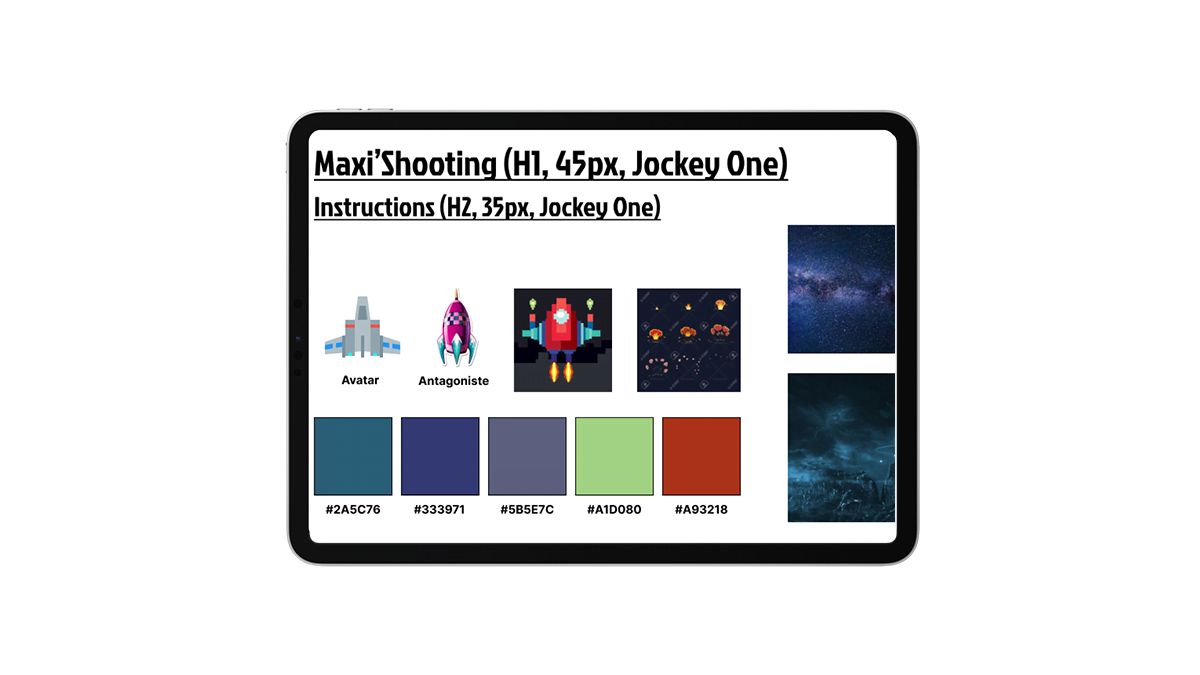 Maxi'Shooting (H1, 45px, Jockey One)
Instructions (H2, 35px, Jockey One)
Avatar
Antagoniste
#2A5C76
#333971
#5B5E7C
#A1D080
#A93218